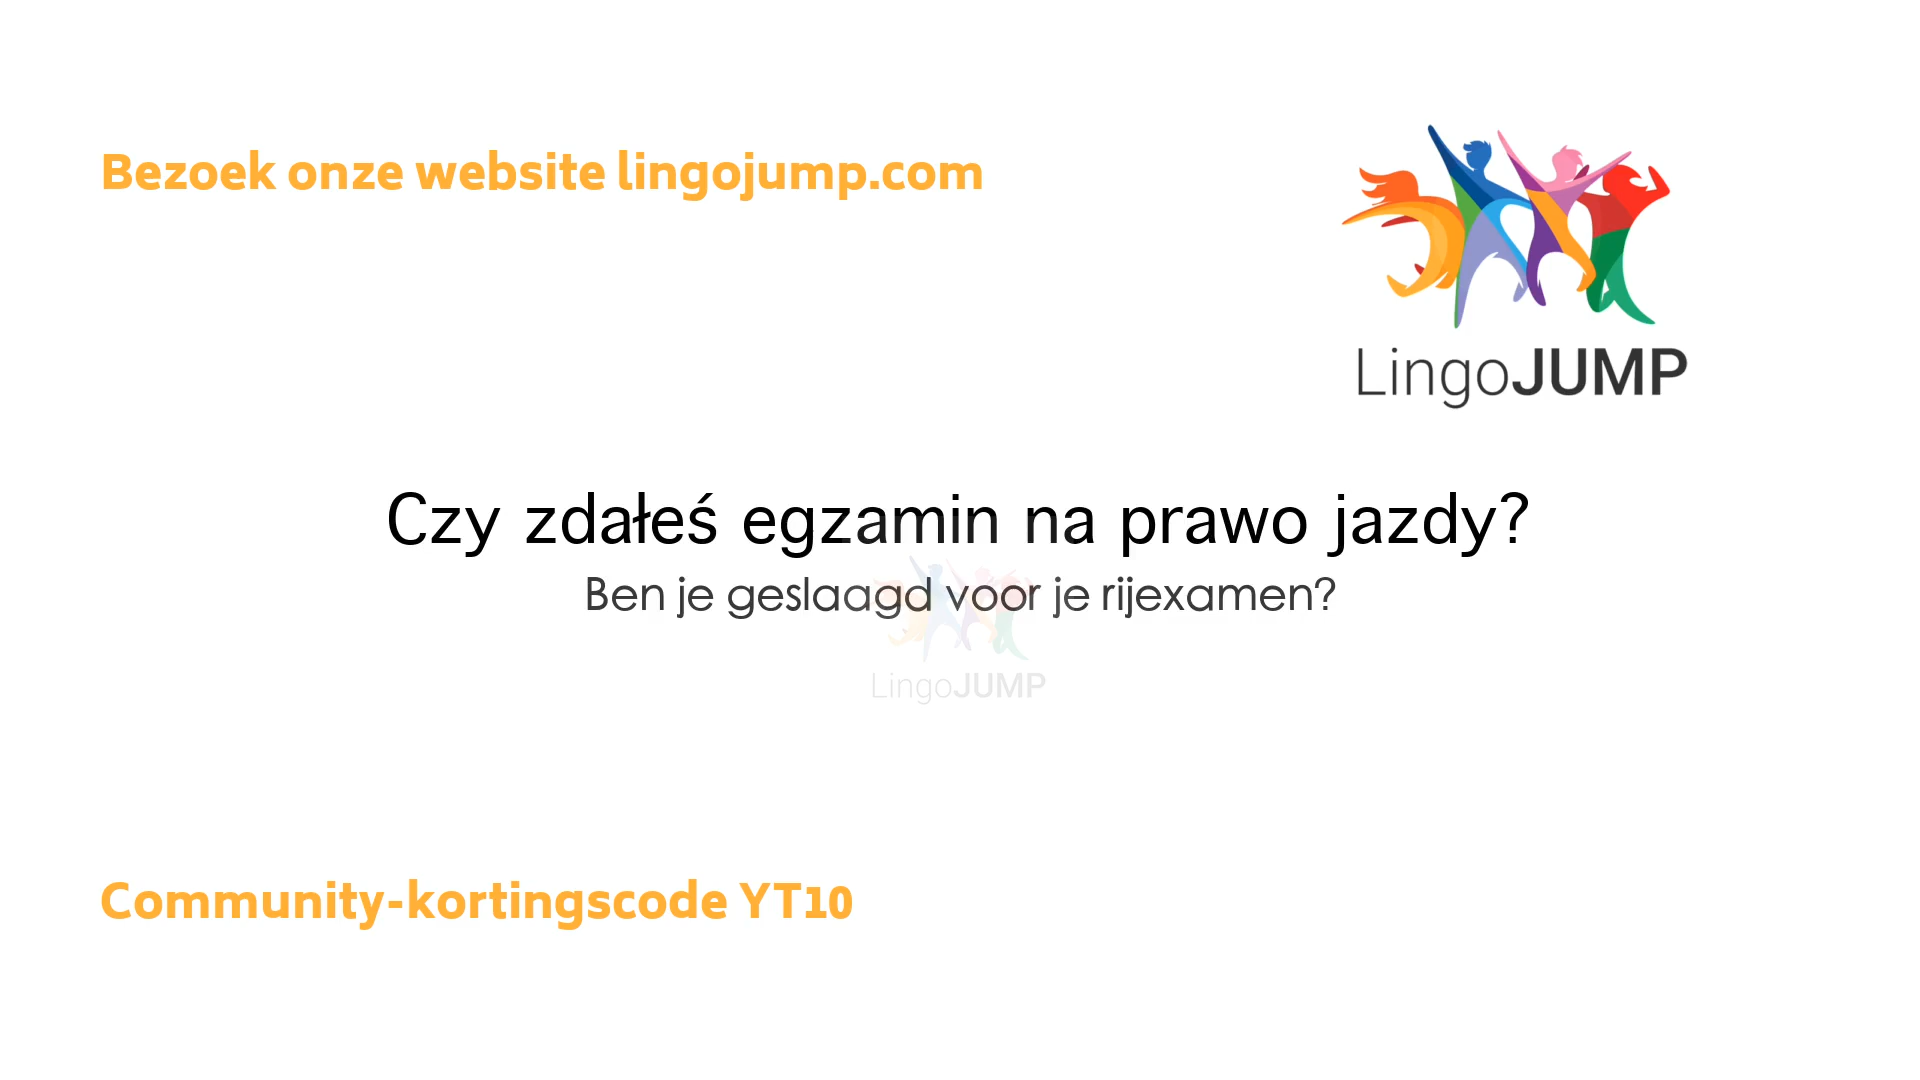 Bezoek onze website lingojump.com
LingoJUMP
Czy zdałeś egzamin na prawo jazdy?
Ben je geslaagd voor je rijexamen?
LingoJUMP
Community-kortingscode YT10